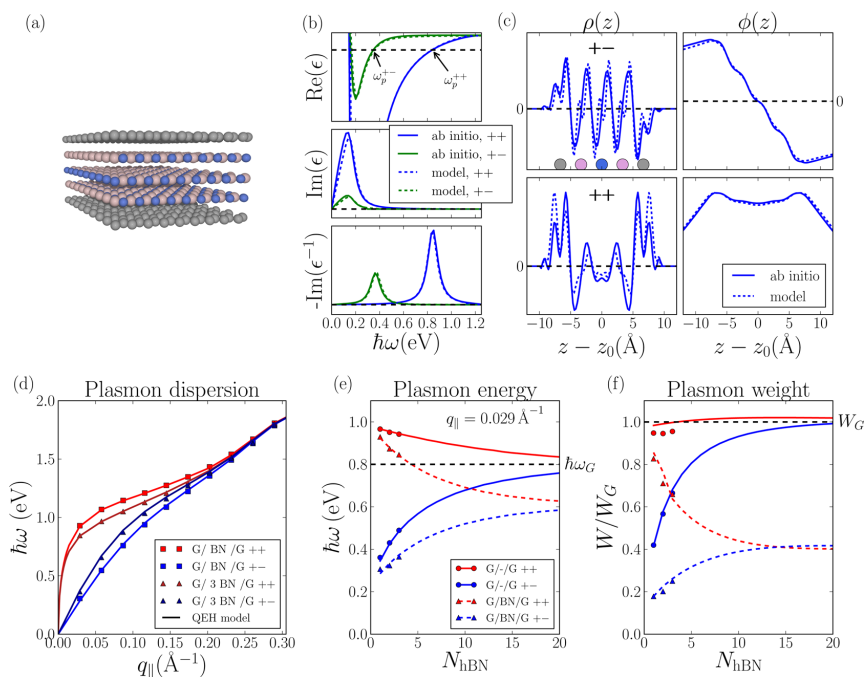 (a)
(b)
(c)
ρ(z)
ϕ(z)
Re(ϵ)
ω_p^{+−}
ω_p^{++}
Im(ϵ)
ab initio, ++
ab initio, +−
model, ++
model, +−
-Im(ϵ⁻¹)
0.0 0.2 0.4 0.6 0.8 1.0 1.2
ħω(eV)
+−
0
0
++
0
ab initio
model
−10 −5 0 5 10
z − z₀(Å)
−10 −5 0 5 10
z − z₀(Å)
(d)
Plasmon dispersion
2.0
1.5
1.0
0.5
0.0
ħω (eV)
G/ BN /G ++
G/ BN /G +−
G/ 3 BN /G ++
G/ 3 BN /G +−
QEH model
0.00 0.05 0.10 0.15 0.20 0.25 0.30
q∥(Å⁻¹)
(e)
Plasmon energy
q∥ = 0.029 Å⁻¹
1.0
0.8
0.6
0.4
0.2
0.0
ħω (eV)
ħω_G
G/-/G ++
G/-/G +−
G/BN/G ++
G/BN/G +−
0 5 10 15 20
N_hBN
(f)
Plasmon weight
1.0
0.8
0.6
0.4
0.2
0.0
W/W_G
W_G
0 5 10 15 20
N_hBN